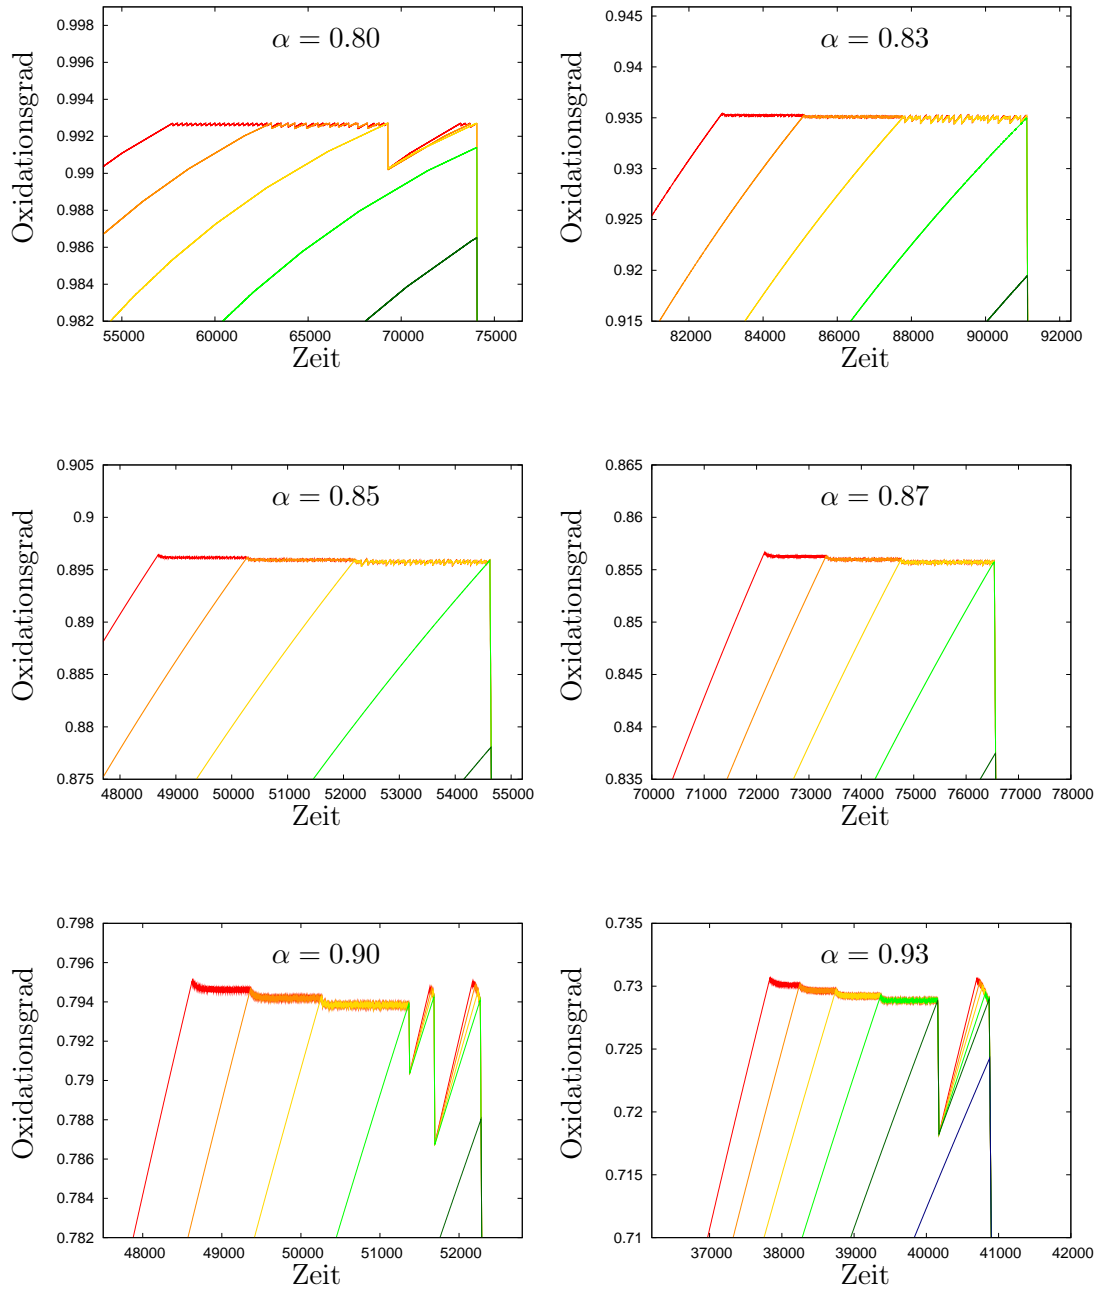 α = 0.80
Oxidationsgrad
0.999
0.998
0.996
0.994
0.992
0.99
0.988
0.986
0.984
0.982
55000 60000 65000 70000 75000
Zeit
α = 0.83
Oxidationsgrad
0.945
0.94
0.935
0.93
0.925
0.92
0.915
82000 84000 86000 88000 90000 92000
Zeit
α = 0.85
Oxidationsgrad
0.905
0.9
0.895
0.89
0.885
0.88
0.875
48000 49000 50000 51000 52000 53000 54000 55000
Zeit
α = 0.87
Oxidationsgrad
0.865
0.86
0.855
0.85
0.845
0.84
0.835
70000 71000 72000 73000 74000 75000 76000 77000 78000
Zeit
α = 0.90
Oxidationsgrad
0.798
0.796
0.794
0.792
0.79
0.788
0.786
0.784
0.782
48000 49000 50000 51000 52000
Zeit
α = 0.93
Oxidationsgrad
0.735
0.73
0.725
0.72
0.715
0.71
37000 38000 39000 40000 41000 42000
Zeit